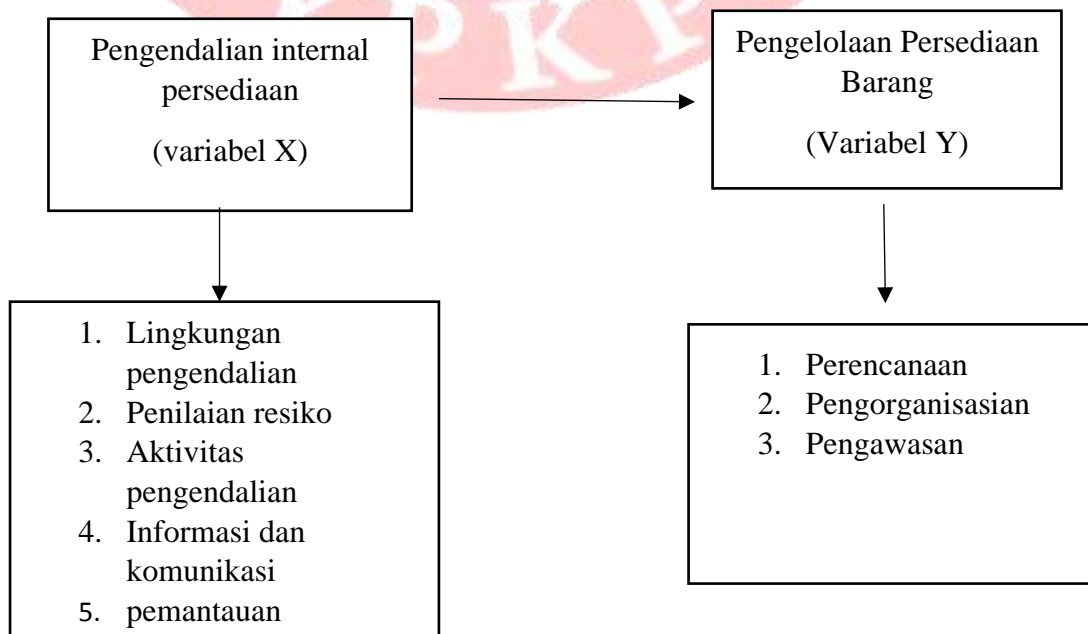 PKP
Pengendalian internal
persediaan
(variabel X)
Pengelolaan Persediaan
Barang
(Variabel Y)
1. Lingkungan
pengendalian
2. Penilaian resiko
3. Aktivitas
pengendalian
4. Informasi dan
komunikasi
5. pemantauan
1. Perencanaan
2. Pengorganisasian
3. Pengawasan